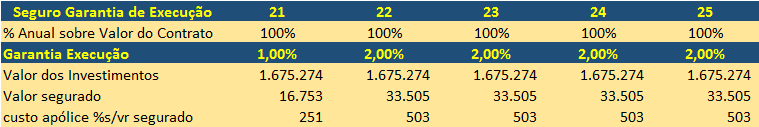 Seguro Garantia de Execução 21 22 23 24 25
% Anual sobre Valor do Contrato 100% 100% 100% 100% 100%
Garantia Execução 1,00% 2,00% 2,00% 2,00% 2,00%
Valor dos Investimentos 1.675.274 1.675.274 1.675.274 1.675.274 1.675.274
Valor segurado 16.753 33.505 33.505 33.505 33.505
custo apólice %s/vr segurado 251 503 503 503 503